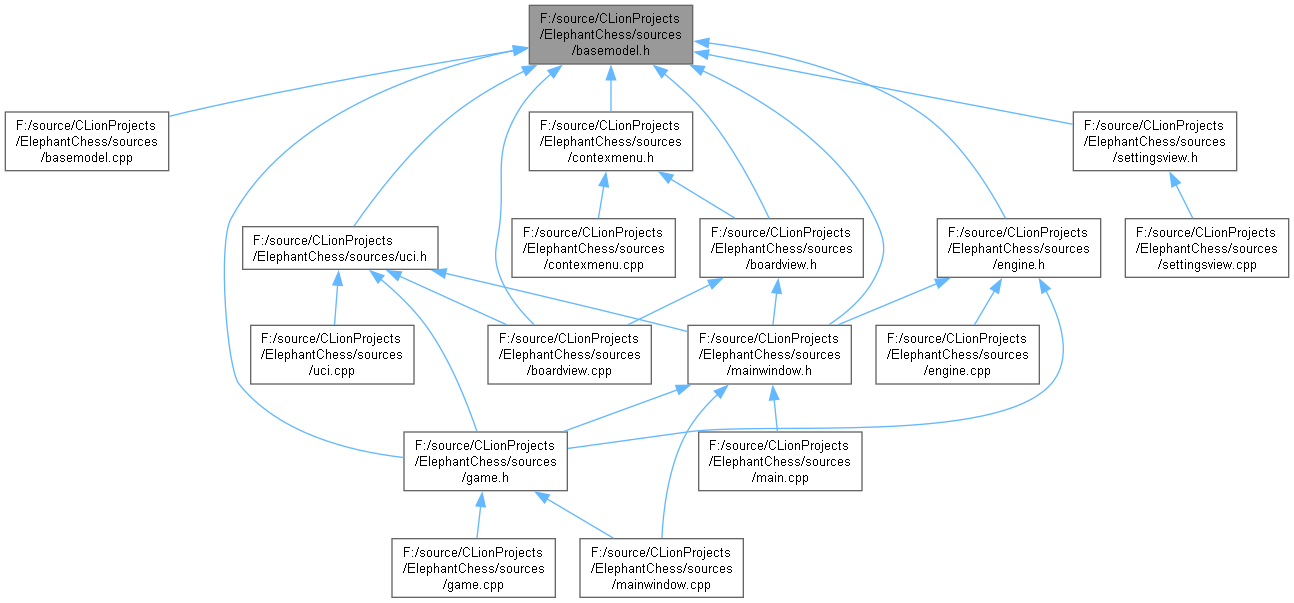 F:/source/CLionProjects
/ElephantChess/sources
/basemodel.h
F:/source/CLionProjects
/ElephantChess/sources
/basemodel.cpp
F:/source/CLionProjects
/ElephantChess/sources
/contexmenu.h
F:/source/CLionProjects
/ElephantChess/sources
/settingsview.h
F:/source/CLionProjects
/ElephantChess/sources/uci.h
F:/source/CLionProjects
/ElephantChess/sources
/contexmenu.cpp
F:/source/CLionProjects
/ElephantChess/sources
/boardview.h
F:/source/CLionProjects
/ElephantChess/sources
/engine.h
F:/source/CLionProjects
/ElephantChess/sources
/settingsview.cpp
F:/source/CLionProjects
/ElephantChess/sources
/uci.cpp
F:/source/CLionProjects
/ElephantChess/sources
/boardview.cpp
F:/source/CLionProjects
/ElephantChess/sources
/mainwindow.h
F:/source/CLionProjects
/ElephantChess/sources
/engine.cpp
F:/source/CLionProjects
/ElephantChess/sources
/game.h
F:/source/CLionProjects
/ElephantChess/sources
/main.cpp
F:/source/CLionProjects
/ElephantChess/sources
/game.cpp
F:/source/CLionProjects
/ElephantChess/sources
/mainwindow.cpp